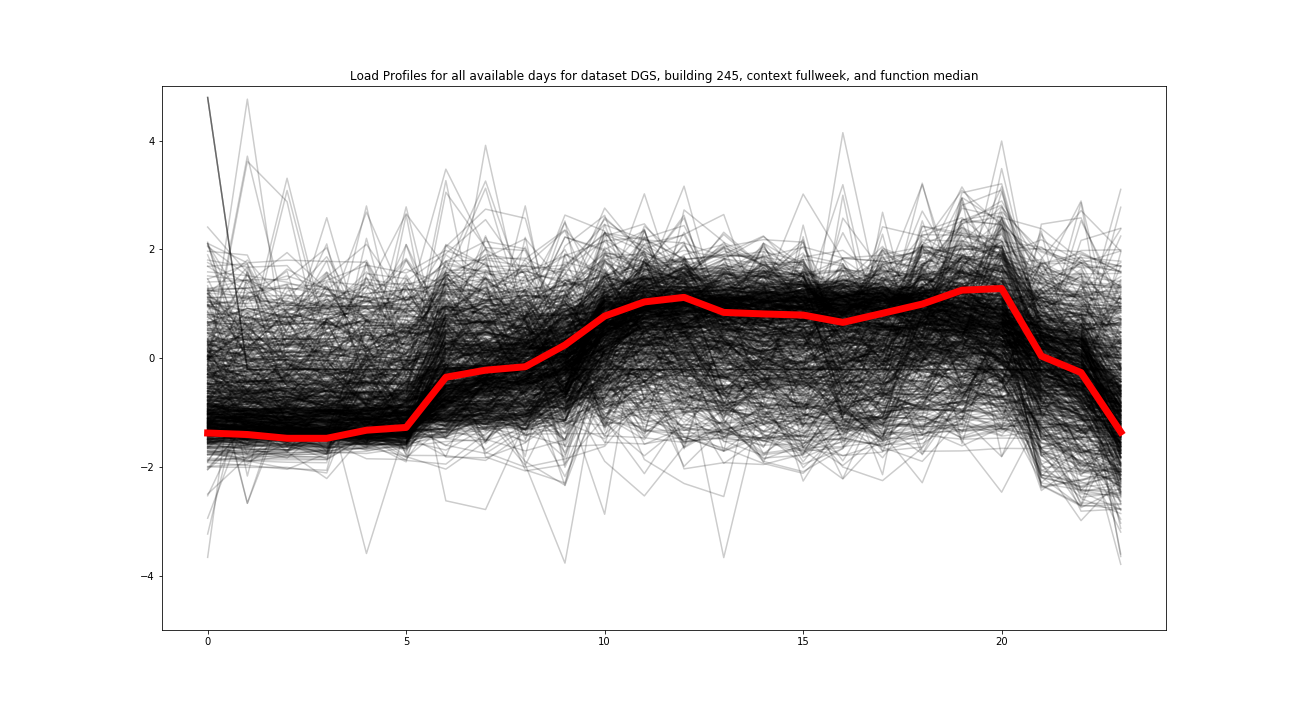 Load Profiles for all available days for dataset DGS, building 245, context fullweek, and function median
4
2
0
−2
−4
0 5 10 15 20